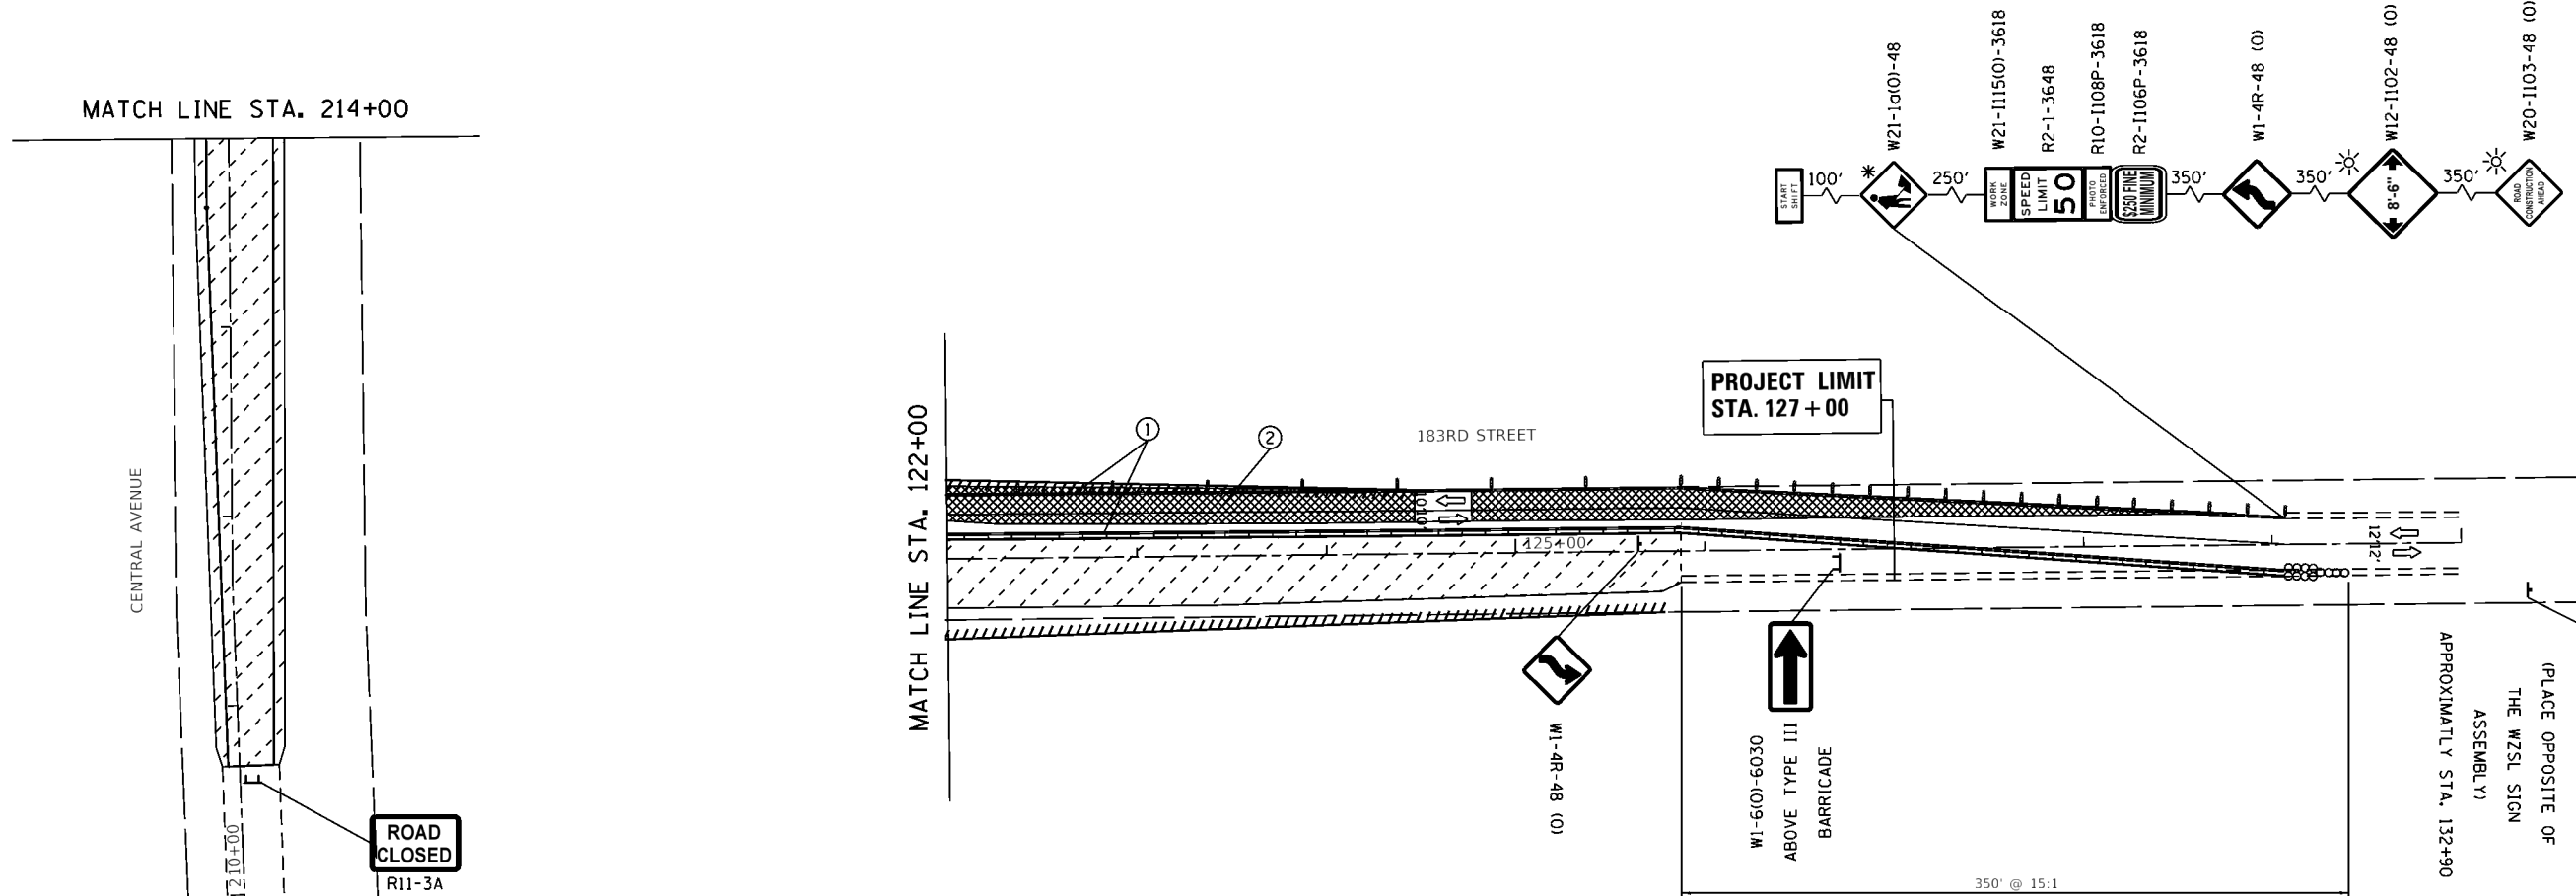 MATCH LINE STA. 214+00
CENTRAL AVENUE
210+00
ROAD
CLOSED
R11-3A
MATCH LINE STA. 122+00
1
2
183RD STREET
PROJECT LIMIT
STA. 127+00
125+00
10'
10'
12'
12'
START
SHIFT
100'
*
W21-1a(O)-48
250'
WORK
ZONE
SPEED
LIMIT
50
PHOTO
ENFORCED
$250 FINE
MINIMUM
W21-I115(O)-3618
R2-1-3648
R10-I108P-3618
R2-I106P-3618
350'
W1-4R-48 (O)
350'
8'-6"
W12-I102-48 (O)
350'
ROAD
CONSTRUCTION
AHEAD
W20-I103-48 (O)
W1-4R-48 (O)
W1-6(O)-6030
ABOVE TYPE III
BARRICADE
350' @ 15:1
(PLACE OPPOSITE OF
THE WZSL SIGN
ASSEMBLY)
APPROXIMATLY STA. 132+90